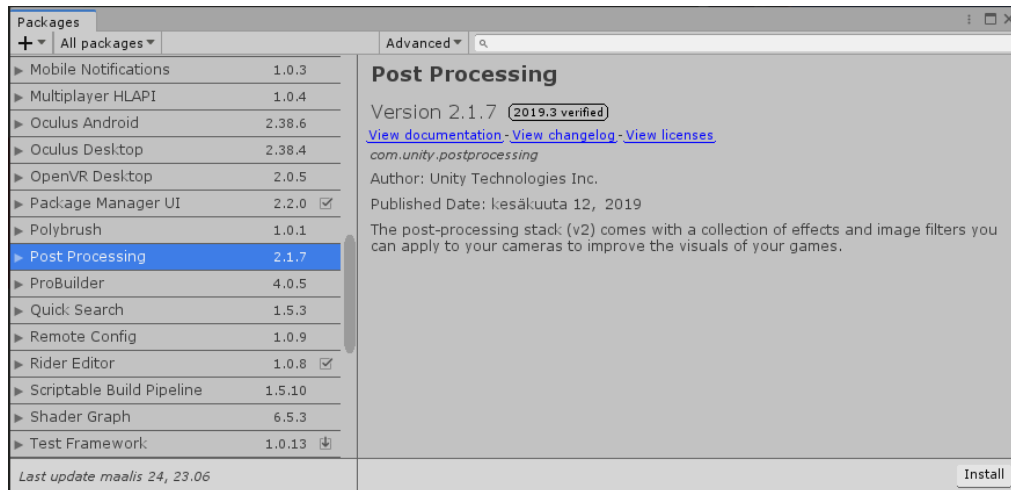 Packages
+ All packages Advanced
Mobile Notifications 1.0.3
Multiplayer HLAPI 1.0.4
Oculus Android 2.38.6
Oculus Desktop 2.38.4
OpenVR Desktop 2.0.5
Package Manager UI 2.2.0
Polybrush 1.0.1
Post Processing 2.1.7
ProBuilder 4.0.5
Quick Search 1.5.3
Remote Config 1.0.9
Rider Editor 1.0.8
Scriptable Build Pipeline 1.5.10
Shader Graph 6.5.3
Test Framework 1.0.13
Last update maalis 24, 23.06
Post Processing
Version 2.1.7 2019.3 verified
View documentation - View changelog - View licenses
com.unity.postprocessing
Author: Unity Technologies Inc.
Published Date: kesäkuuta 12, 2019
The post-processing stack (v2) comes with a collection of effects and image filters you
can apply to your cameras to improve the visuals of your games.
Install